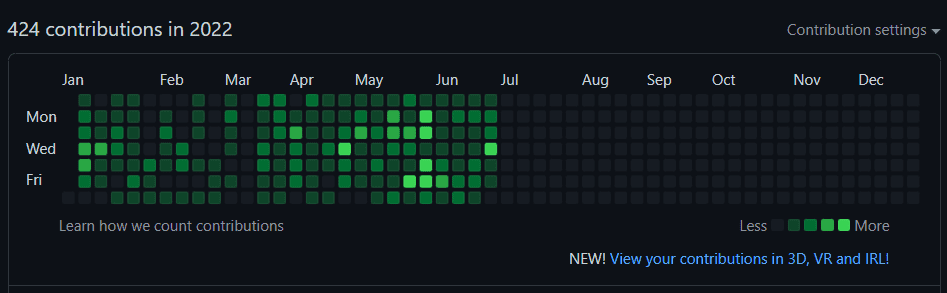 424 contributions in 2022
Contribution settings
Jan Feb Mar Apr May Jun Jul Aug Sep Oct Nov Dec
Mon
Wed
Fri
Learn how we count contributions
Less More
NEW! View your contributions in 3D, VR and IRL!